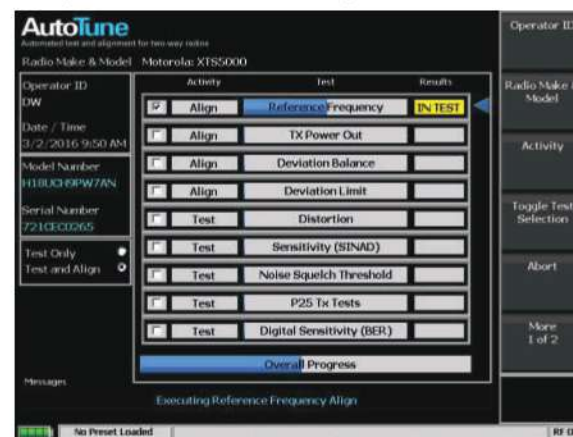 AutoTune
Automated test and alignment for two-way radios
Radio Make & Model Motorola: XTS5000
Operator ID
DW
Date / Time
3/2/2016 9:50 AM
Model Number
H18UCH9PW7AN
Serial Number
721CEC0265
Test Only
Test and Align
Activity Test Results
Align Reference Frequency IN TEST
Align TX Power Out
Align Deviation Balance
Align Deviation Limit
Test Distortion
Test Sensitivity (SINAD)
Test Noise Squelch Threshold
Test P25 Tx Tests
Test Digital Sensitivity (BER)
Overall Progress
Messages
Executing Reference Frequency Align
No Preset Loaded
Operator ID
Radio Make &
Model
Activity
Toggle Test
Selection
Abort
More
1 of 2
RF